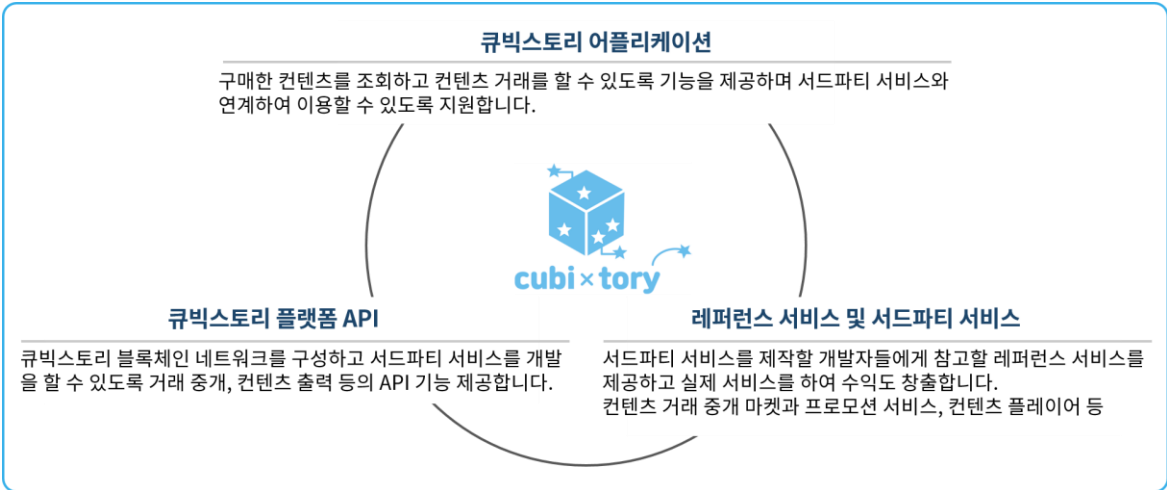 큐빅스토리 어플리케이션
구매한 컨텐츠를 조회하고 컨텐츠 거래를 할 수 있도록 기능을 제공하며 서드파티 서비스와
연계하여 이용할 수 있도록 지원합니다.
cubi×tory
큐빅스토리 플랫폼 API
큐빅스토리 블록체인 네트워크를 구성하고 서드파티 서비스를 개발
을 할 수 있도록 거래 중개, 컨텐츠 출력 등의 API 기능 제공합니다.
레퍼런스 서비스 및 서드파티 서비스
서드파티 서비스를 제작할 개발자들에게 참고할 레퍼런스 서비스를
제공하고 실제 서비스를 하여 수익도 창출합니다.
컨텐츠 거래 중개 마켓과 프로모션 서비스, 컨텐츠 플레이어 등